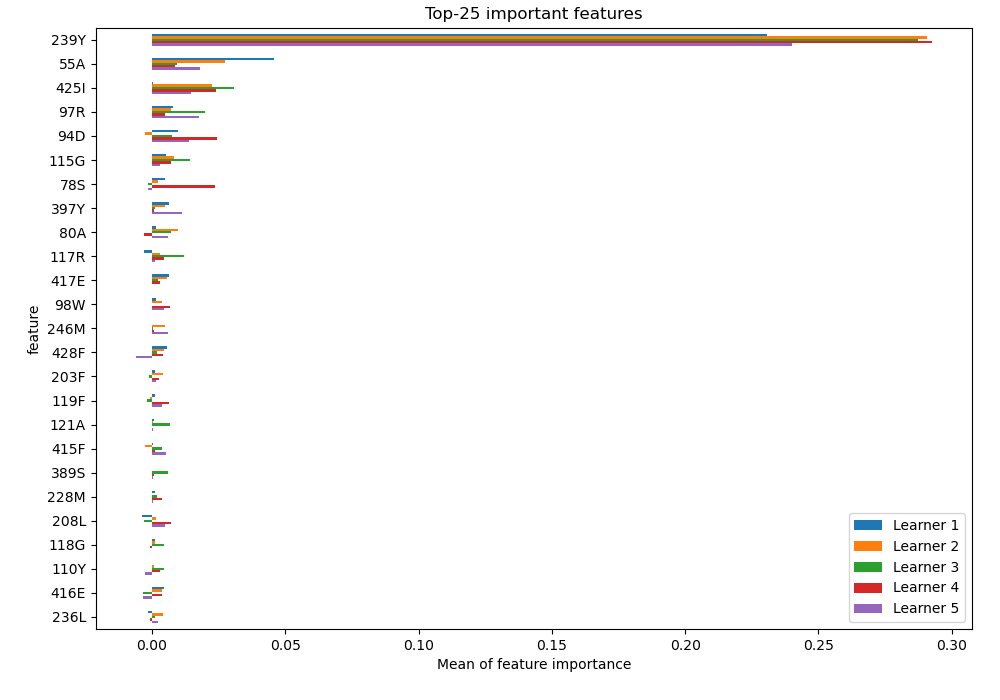 Top-25 important features
239Y
55A
425I
97R
94D
115G
78S
397Y
80A
117R
417E
98W
246M
428F
203F
119F
121A
415F
389S
228M
208L
118G
110Y
416E
236L
feature
Learner 1
Learner 2
Learner 3
Learner 4
Learner 5
0.00 0.05 0.10 0.15 0.20 0.25 0.30
Mean of feature importance